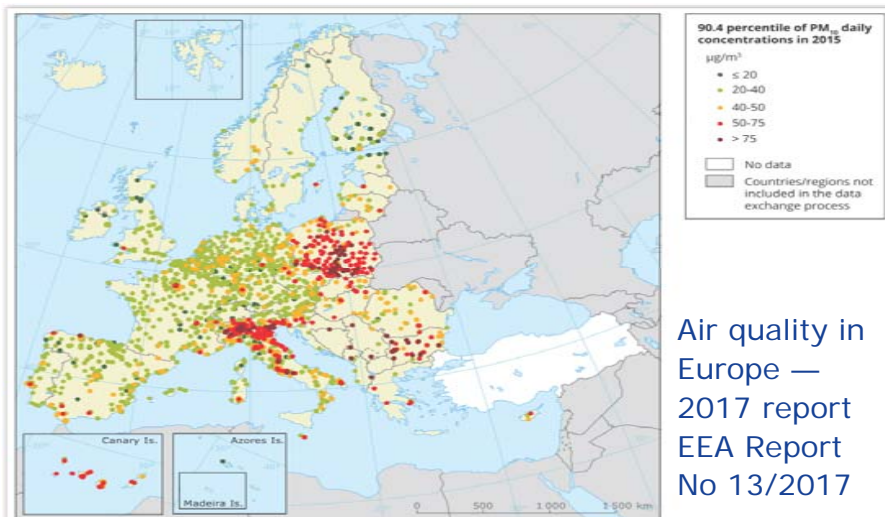 90.4 percentile of PM₁₀ daily
concentrations in 2015
µg/m³
≤ 20
20-40
40-50
50-75
> 75
No data
Countries/regions not
included in the data
exchange process
Air quality in
Europe —
2017 report
EEA Report
No 13/2017
Canary Is.
Azores Is.
Madeira Is.
0 500 1 000 1 500 km